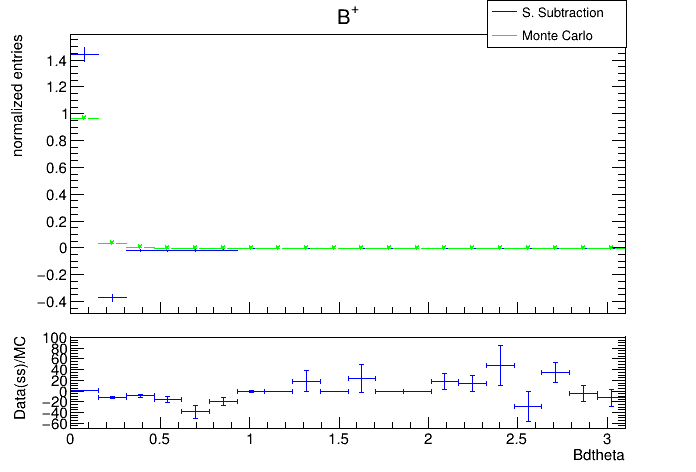 B+
S. Subtraction
Monte Carlo
normalized entries
1.4
1.2
1
0.8
0.6
0.4
0.2
0
−0.2
−0.4
Data(ss)/MC
100
80
60
40
20
0
−20
−40
−60
0 0.5 1 1.5 2 2.5 3
Bdtheta